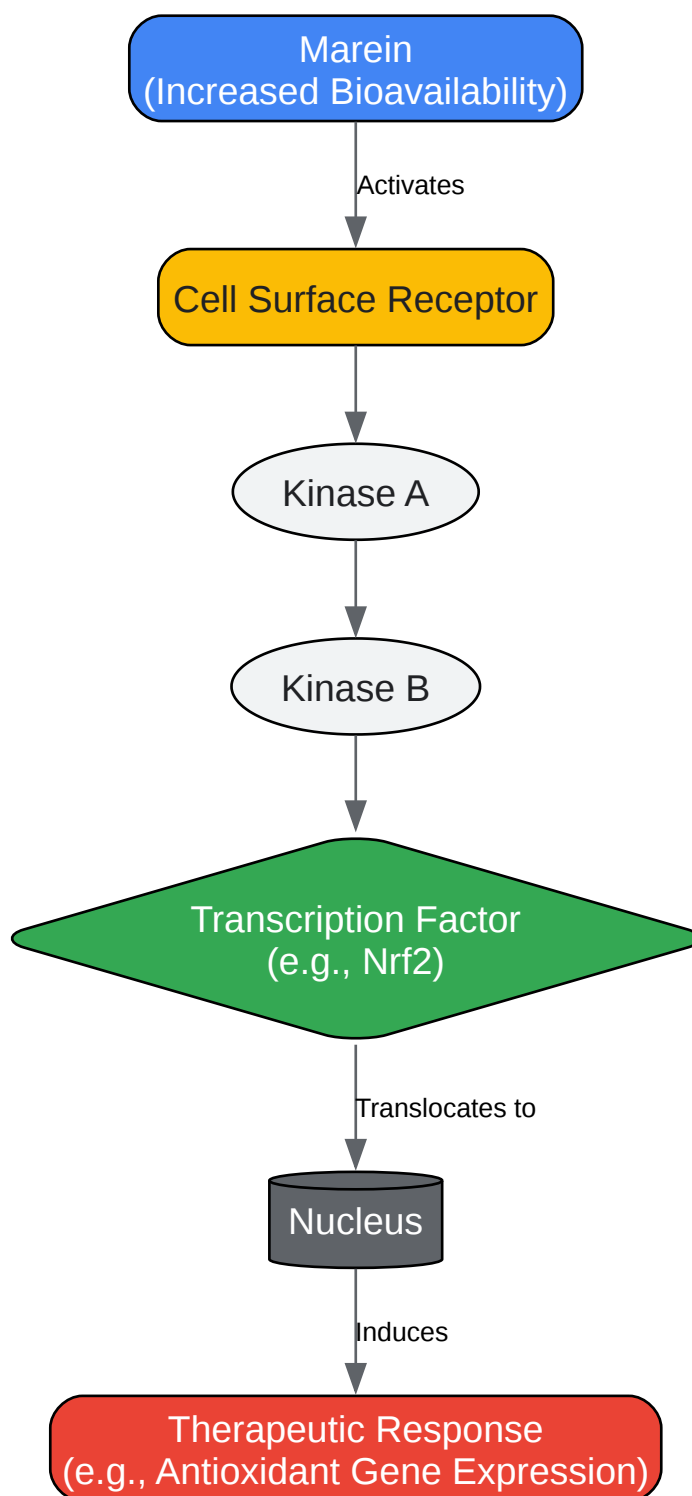 Marein
(Increased Bioavailability)
Activates
Cell Surface Receptor
Kinase A
Kinase B
Transcription Factor
(e.g., Nrf2)
Translocates to
Nucleus
Induces
Therapeutic Response
(e.g., Antioxidant Gene Expression)